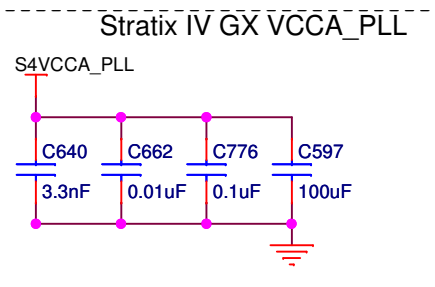 Stratix IV GX VCCA_PLL
S4VCCA_PLL
C640 C662 C776 C597
3.3nF 0.01uF 0.1uF 100uF